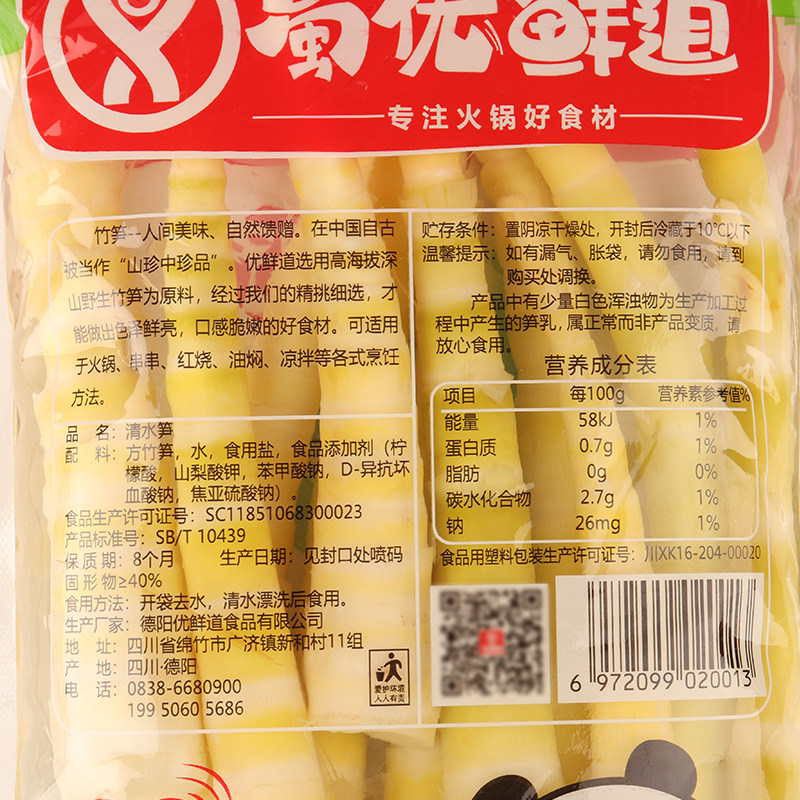 蜀优鲜道
专注火锅好食材
竹笋--人间美味、自然馈赠。在中国自古
被当作“山珍中珍品”。优鲜道选用高海拔深
山野生竹笋为原料，经过我们的精挑细选，才
能做出色泽鲜亮，口感脆嫩的好食材。可适用
于火锅、串串、红烧、油焖、凉拌等各式烹饪
方法。
品 名：清水笋
配 料：方竹笋，水，食用盐，食品添加剂（柠
檬酸，山梨酸钾，苯甲酸钠，D-异抗坏
血酸钠，焦亚硫酸钠）。
食品生产许可证号：SC11851068300023
产品标准号：SB/T 10439
保 质 期：8个月 生产日期：见封口处喷码
固 形 物≥40%
食用方法：开袋去水，清水漂洗后食用。
生产厂家：德阳优鲜道食品有限公司
地 址：四川省绵竹市广济镇新和村11组
产 地：四川·德阳
电 话：0838-6680900
199 5060 5686
爱护环境
人人有责
贮存条件：置阴凉干燥处，开封后冷藏于10℃以下
温馨提示：如有漏气、胀袋，请勿食用，请到
购买处调换。
产品中有少量白色浑浊物为生产加工过
程中产生的笋乳，属正常而非产品变质，请
放心食用。
营养成分表
项目 每100g 营养素参考值%
能量 58kJ 1%
蛋白质 0.7g 1%
脂肪 0g 0%
碳水化合物 2.7g 1%
钠 26mg 1%
食品用塑料包装生产许可证号：川XK16-204-00020
6 972099 020013